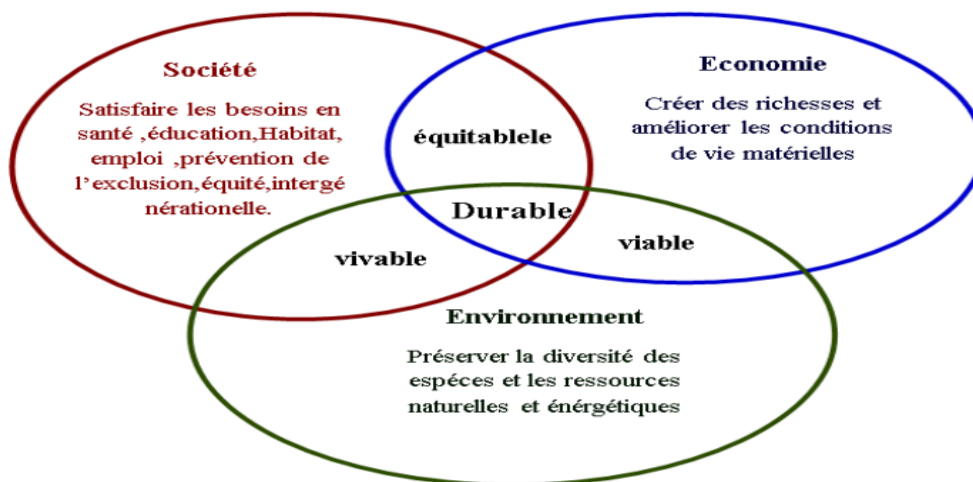 Société
Satisfaire les besoins en
santé ,éducation,Habitat,
emploi ,prévention de
l'exclusion,équité,intergé
nérationelle.
équitablele
Economie
Créer des richesses et
améliorer les conditions
de vie matérielles
Durable
vivable
viable
Environnement
Préserver la diversité des
espéces et les ressources
naturelles et énérgétiques